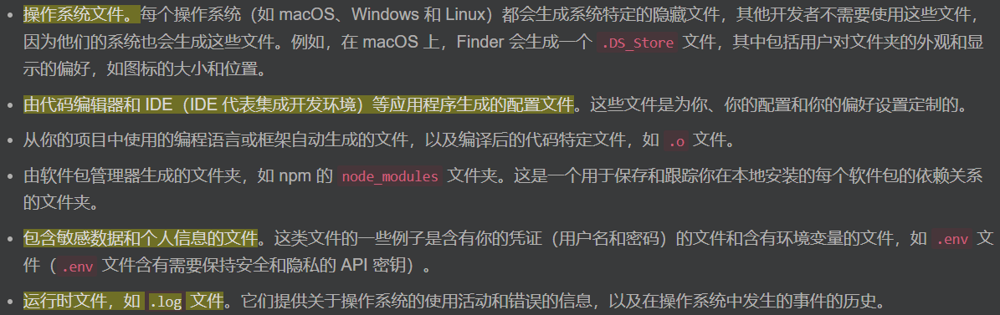 操作系统文件。每个操作系统（如 macOS、Windows 和 Linux）都会生成系统特定的隐藏文件，其他开发者不需要使用这些文件，
因为他们的系统也会生成这些文件。例如，在 macOS 上，Finder 会生成一个 .DS_Store 文件，其中包括用户对文件夹的外观和显
示的偏好，如图标的大小和位置。
由代码编辑器和 IDE（IDE 代表集成开发环境）等应用程序生成的配置文件。这些文件是为你、你的配置和你的偏好设置定制的。
从你的项目中使用的编程语言或框架自动生成的文件，以及编译后的代码特定文件，如 .o 文件。
由软件包管理器生成的文件夹，如 npm 的 node_modules 文件夹。这是一个用于保存和跟踪你在本地安装的每个软件包的依赖关系
的文件夹。
包含敏感数据和个人信息的文件。这类文件的一些例子是含有你的凭证（用户名和密码）的文件和含有环境变量的文件，如 .env 文
件（.env 文件含有需要保持安全和隐私的 API 密钥）。
运行时文件，如 .log 文件。它们提供关于操作系统的使用活动和错误的信息，以及在操作系统中发生的事件的历史。